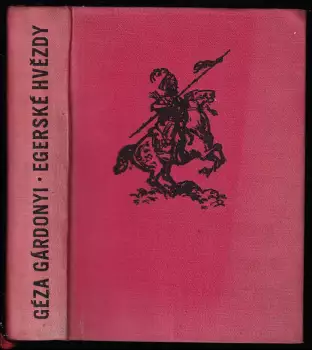 GÉZA GÁRDONYI · EGERSKÉ HVĚZDY